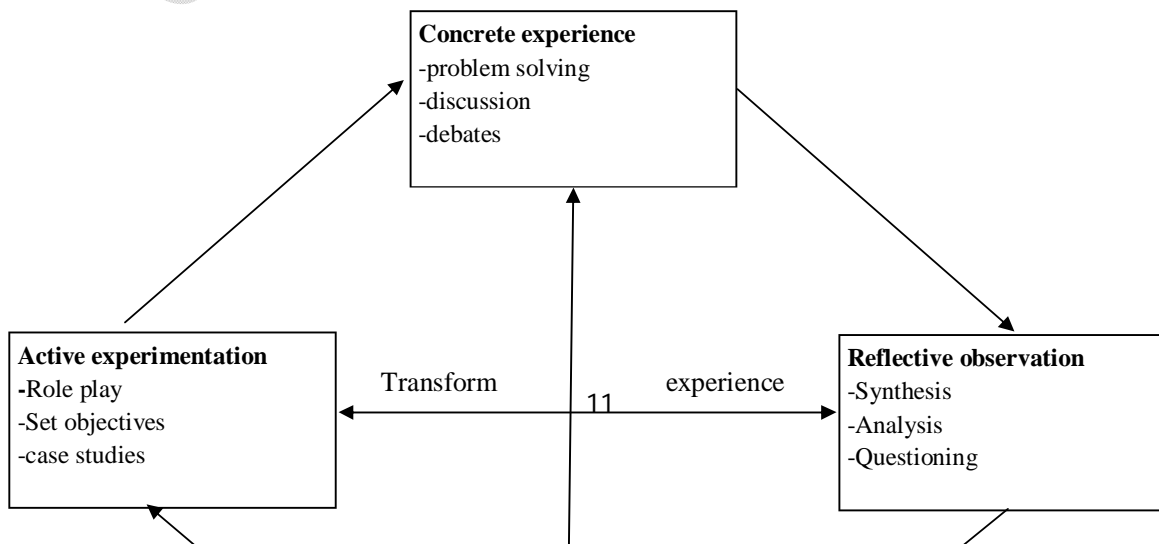 Concrete experience
-problem solving
-discussion
-debates
Active experimentation
-Role play
-Set objectives
-case studies
Transform experience
11
Reflective observation
-Synthesis
-Analysis
-Questioning